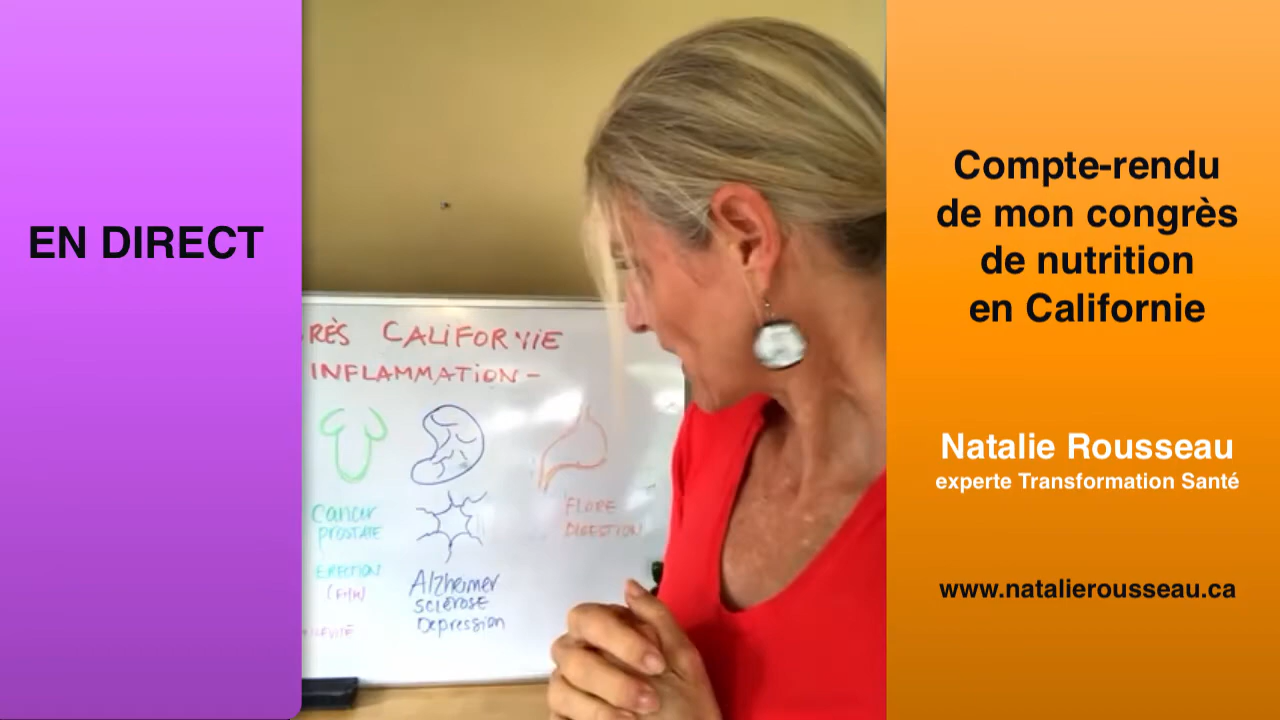 EN DIRECT
RÈS CALIFORNIE
INFLAMMATION -
Cancer
PROSTATE
ERECTION
Alzheimer
SCLÉROSE
Depression
FLORE
DIGESTION
Compte-rendu
de mon congrès
de nutrition
en Californie
Natalie Rousseau
experte Transformation Santé
www.natalierousseau.ca